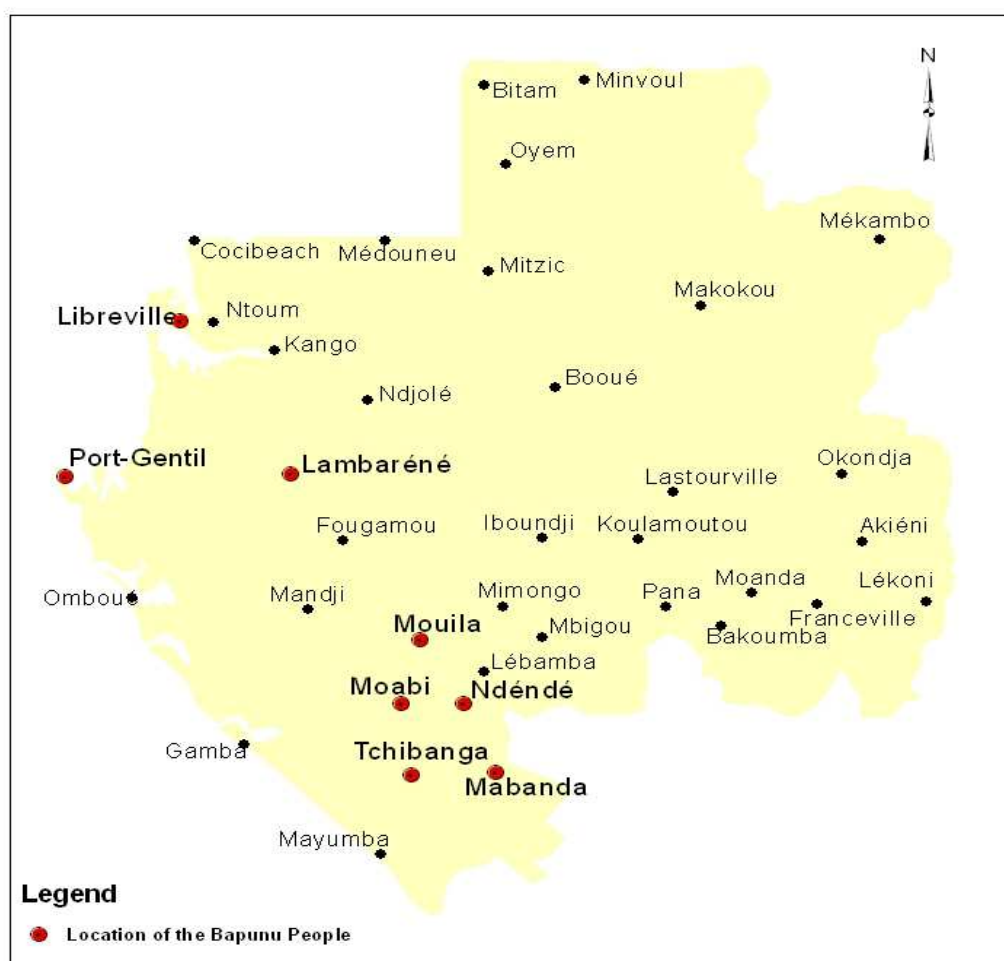 N
Minvoul
Bitam
Oyem
Mékambo
Cocibeach
Médouneu
Mitzic
Makokou
Libreville
Ntoum
Kango
Booué
Ndjolé
Port-Gentil
Lambaréné
Okondja
Lastourville
Fougamou
Iboundji
Koulamoutou
Akiéni
Moanda
Lékoni
Omboué
Mandji
Mimongo
Pana
Franceville
Mouila
Mbigou
Bakoumba
Lébamba
Moabi
Ndéndé
Gamba
Tchibanga
Mabanda
Mayumba
Legend
Location of the Bapunu People